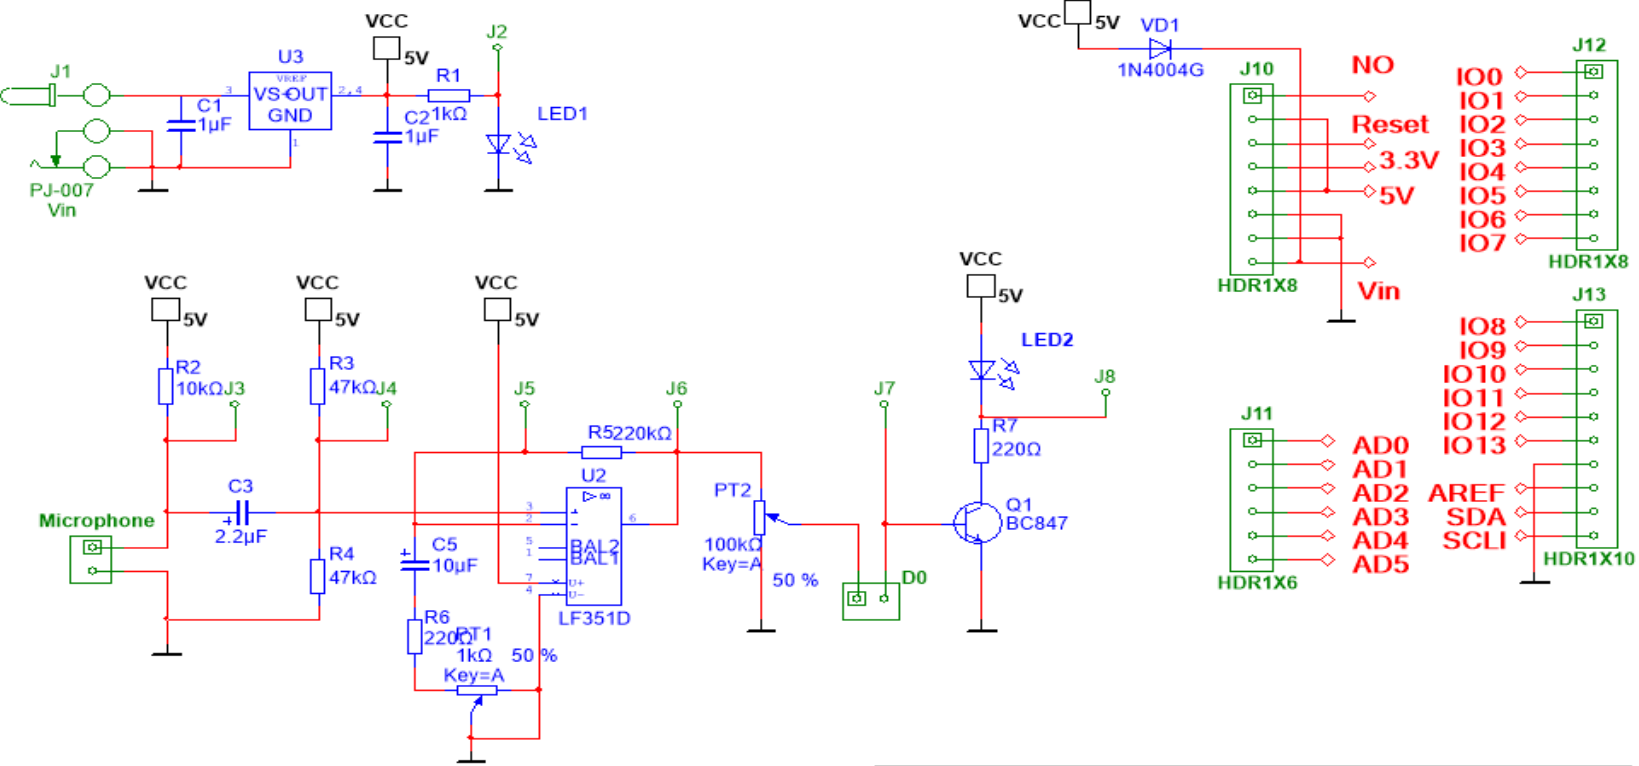 VCC
5V
J1
U3
VREF
VS+OUT
GND
3
2,4
1
C1
1µF
C2
1µF
R1
1kΩ
J2
LED1
PJ-007
Vin
VCC
5V
VD1
1N4004G
J10
NO
Reset
3.3V
5V
Vin
HDR1X8
J12
IO0
IO1
IO2
IO3
IO4
IO5
IO6
IO7
HDR1X8
VCC
5V
R2
10kΩ
J3
VCC
5V
R3
47kΩ
J4
VCC
5V
J5
R5
220kΩ
J6
U2
C3
2.2µF
+
Microphone
R4
47kΩ
3
2
5
1
7
4
6
BAL2
BAL1
U+
U-
LF351D
C5
10µF
+
R6
220Ω
PT1
1kΩ
50 %
Key=A
PT2
100kΩ
Key=A
50 %
J7
D0
VCC
5V
LED2
J8
R7
220Ω
Q1
BC847
J11
AD0
AD1
AD2
AD3
AD4
AD5
HDR1X6
J13
IO8
IO9
IO10
IO11
IO12
IO13
AREF
SDA
SCLI
HDR1X10